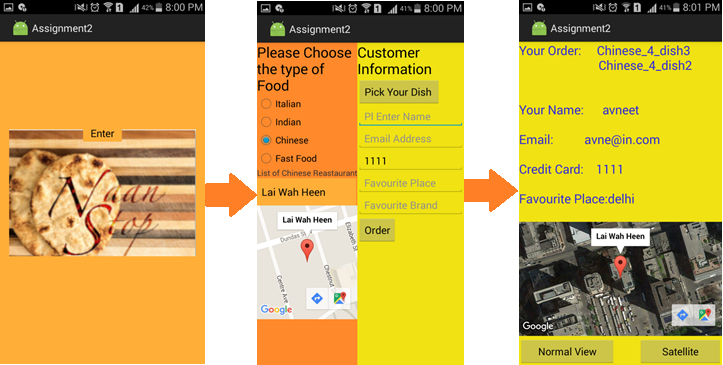 42% 8:00 PM
Assignment2
Enter
Naan
Stop
42% 8:00 PM
Assignment2
Please Choose
the type of
Food
Italian
Indian
Chinese
Fast Food
List of Chinese Reastaurant
Lai Wah Heen
Lai Wah Heen
Dundas St
Elizabeth St
Chestnut
Centre Ave
Google
Customer
Information
Pick Your Dish
Pl Enter Name
Email Address
1111
Favourite Place
Favourite Brand
Order
41% 8:01 PM
Assignment2
Your Order: Chinese_4_dish3
Chinese_4_dish2
Your Name: avneet
Email: avne@in.com
Credit Card: 1111
Favourite Place:delhi
Lai Wah Heen
Google
Normal View
Satellite